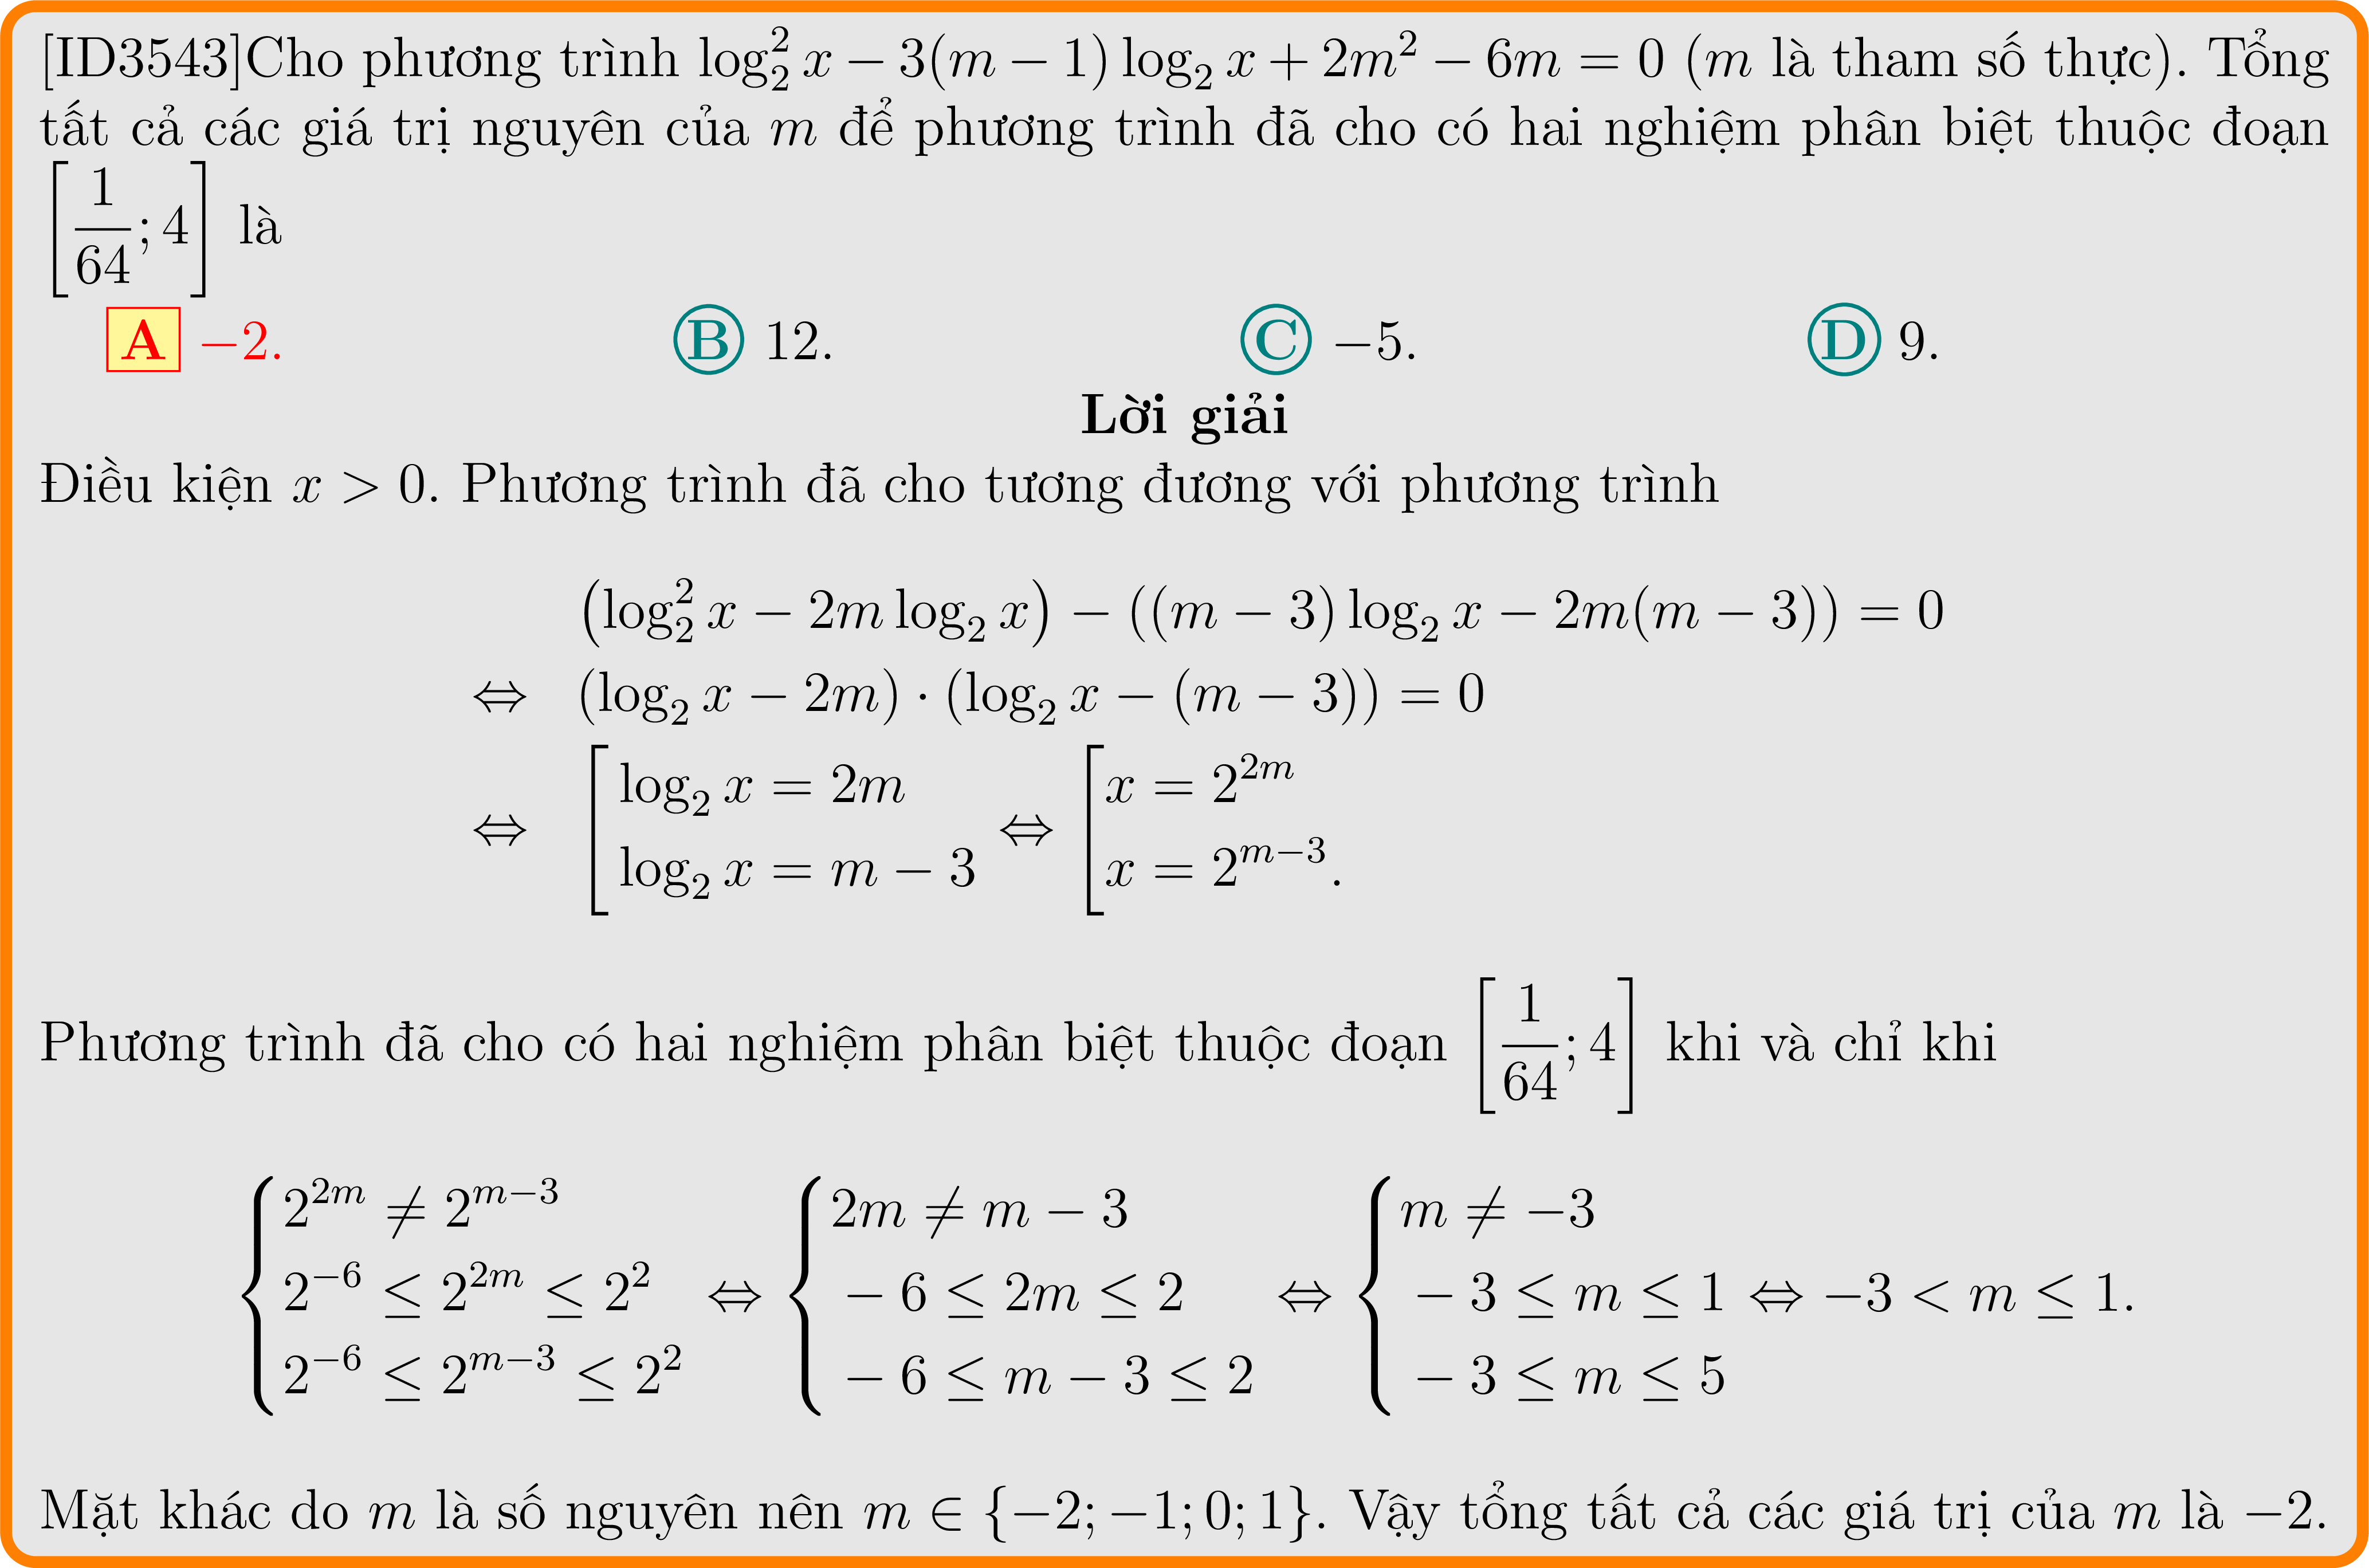 [ID3543]Cho phương trình $\log_2^2 x - 3(m-1)\log_2 x + 2m^2 - 6m = 0$ ($m$ là tham số thực). Tổng
tất cả các giá trị nguyên của $m$ để phương trình đã cho có hai nghiệm phân biệt thuộc đoạn
$\left[\dfrac{1}{64}; 4\right]$ là
A −2. B 12. C −5. D 9.
Lời giải
Điều kiện $x > 0$. Phương trình đã cho tương đương với phương trình
$\left(\log_2^2 x - 2m\log_2 x\right) - ((m-3)\log_2 x - 2m(m-3)) = 0$
$\Leftrightarrow (\log_2 x - 2m) \cdot (\log_2 x - (m-3)) = 0$
$\Leftrightarrow \left[\begin{array}{l} \log_2 x = 2m \\ \log_2 x = m-3 \end{array}\right. \Leftrightarrow \left[\begin{array}{l} x = 2^{2m} \\ x = 2^{m-3}. \end{array}\right.$
Phương trình đã cho có hai nghiệm phân biệt thuộc đoạn $\left[\dfrac{1}{64}; 4\right]$ khi và chỉ khi
$\begin{cases} 2^{2m} \neq 2^{m-3} \\ 2^{-6} \leq 2^{2m} \leq 2^2 \\ 2^{-6} \leq 2^{m-3} \leq 2^2 \end{cases} \Leftrightarrow \begin{cases} 2m \neq m-3 \\ -6 \leq 2m \leq 2 \\ -6 \leq m-3 \leq 2 \end{cases} \Leftrightarrow \begin{cases} m \neq -3 \\ -3 \leq m \leq 1 \\ -3 \leq m \leq 5 \end{cases} \Leftrightarrow -3 < m \leq 1.$
Mặt khác do $m$ là số nguyên nên $m \in \{-2; -1; 0; 1\}$. Vậy tổng tất cả các giá trị của $m$ là $-2$.